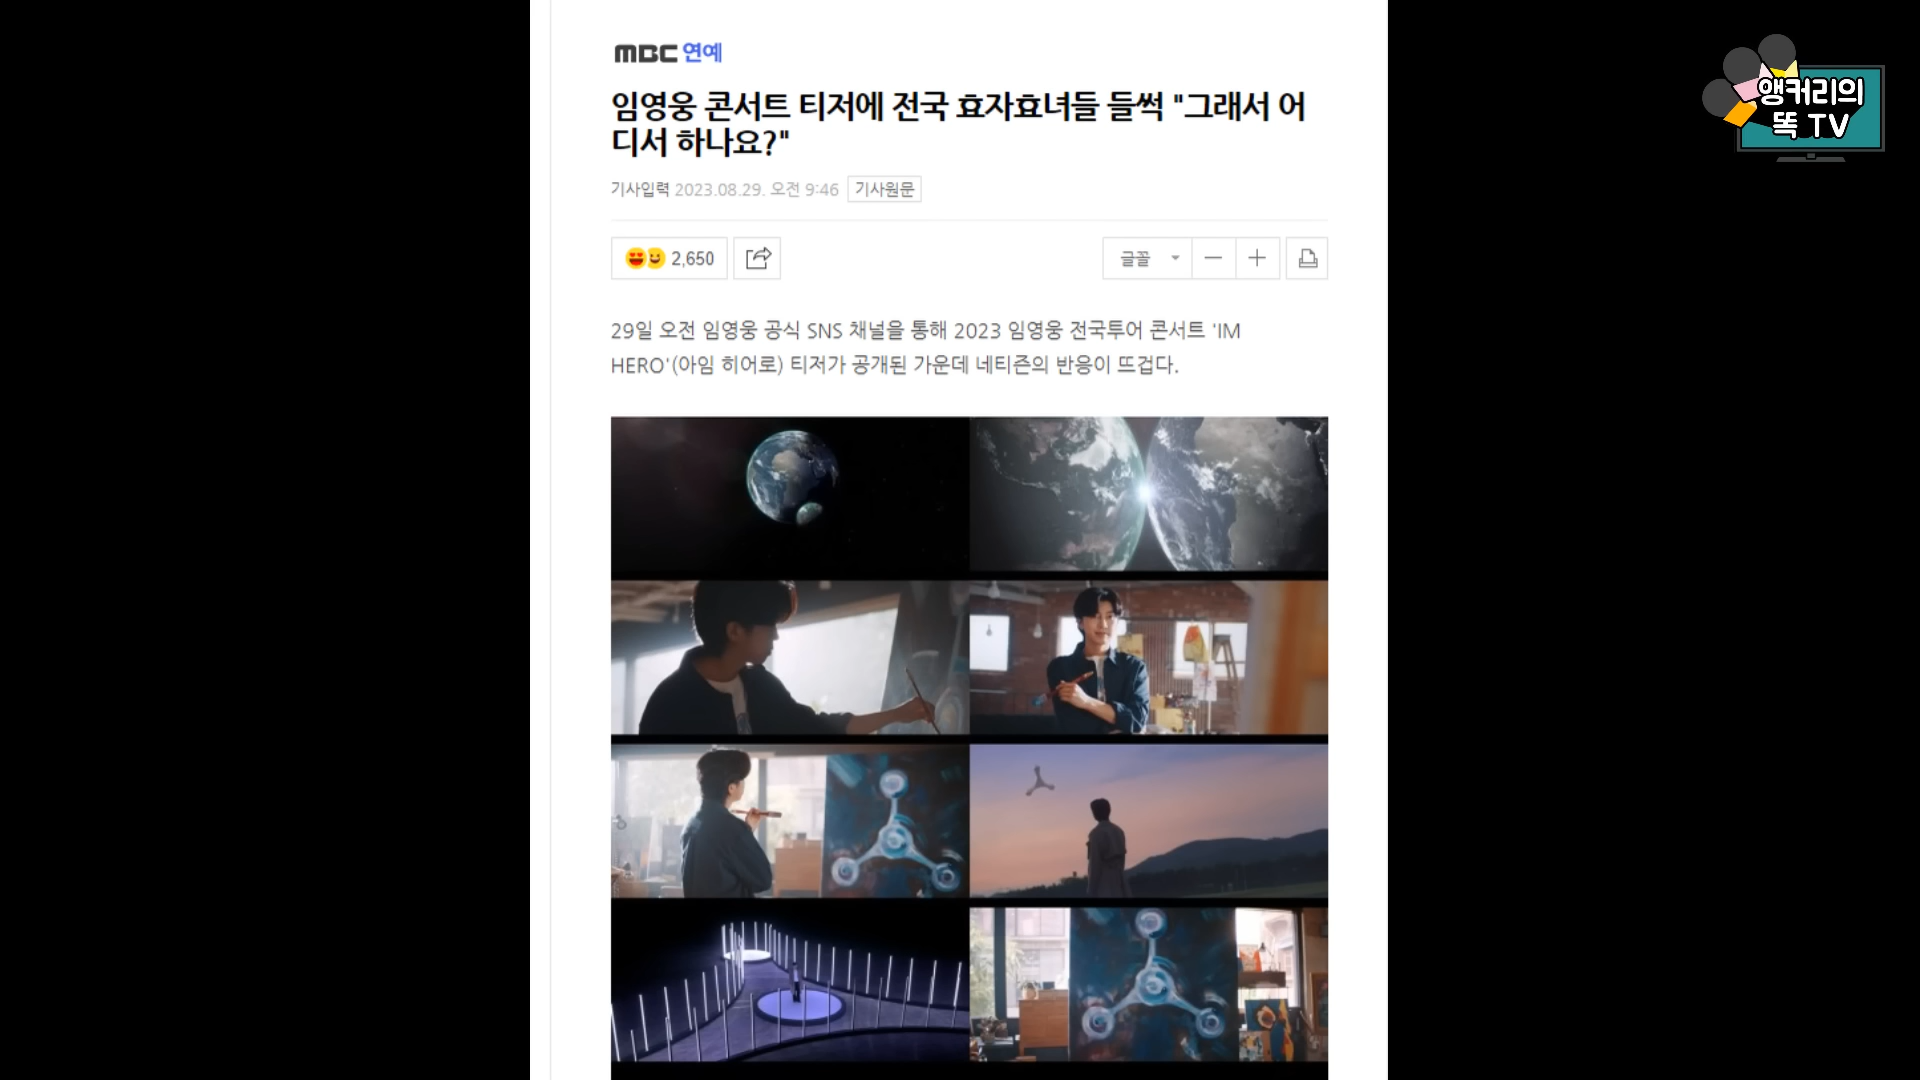 MBC 연예
앵커리의
똑 TV
임영웅 콘서트 티저에 전국 효자효녀들 들썩 "그래서 어
디서 하나요?"
기사입력 2023.08.29. 오전 9:46 기사원문
2,650
글꼴
29일 오전 임영웅 공식 SNS 채널을 통해 2023 임영웅 전국투어 콘서트 'IM
HERO'(아임 히어로) 티저가 공개된 가운데 네티즌의 반응이 뜨겁다.